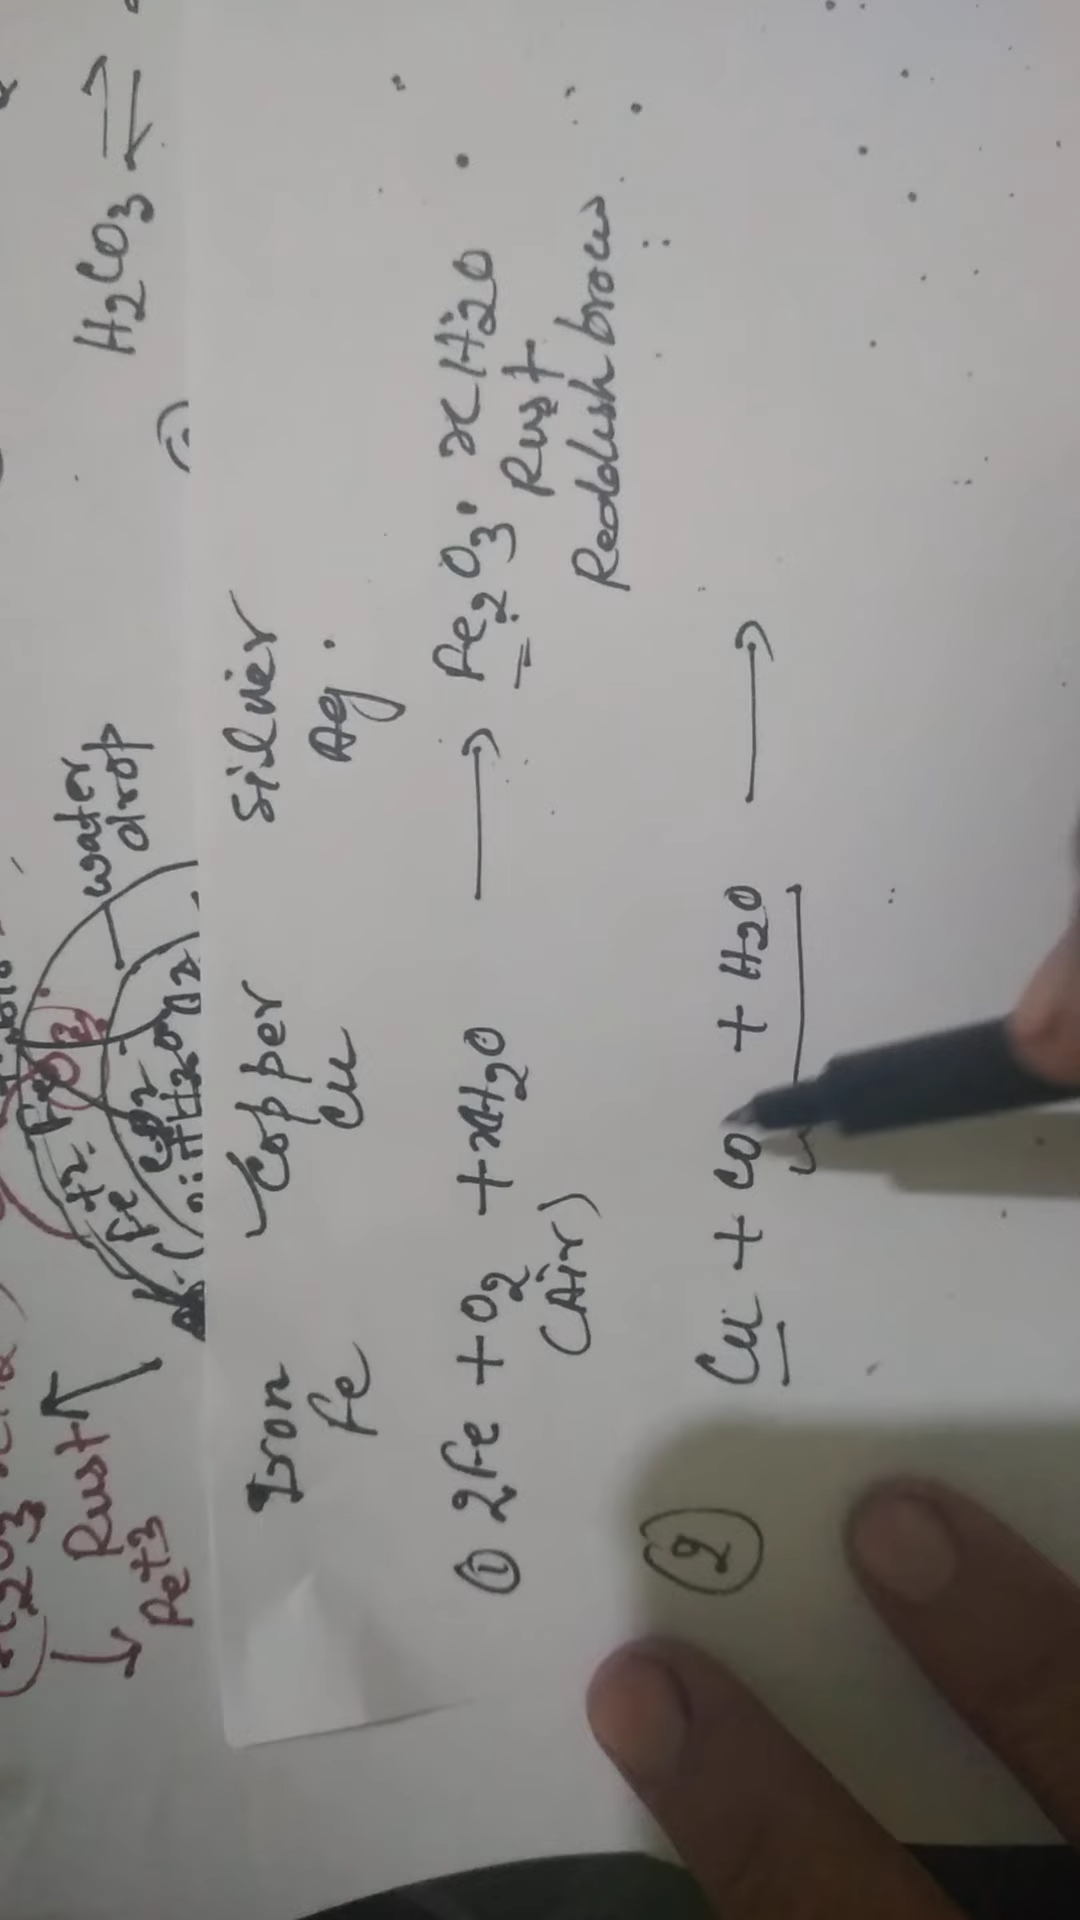 H2CO3 ⇌
water
drop
Rust
Fe+3
Iron Copper Silver
Fe Cu Ag.
① 2Fe + O2 + xH2O → Fe2O3. xH2O
(Air) Rust
Reddish brown
② Cu + CO + H2O →